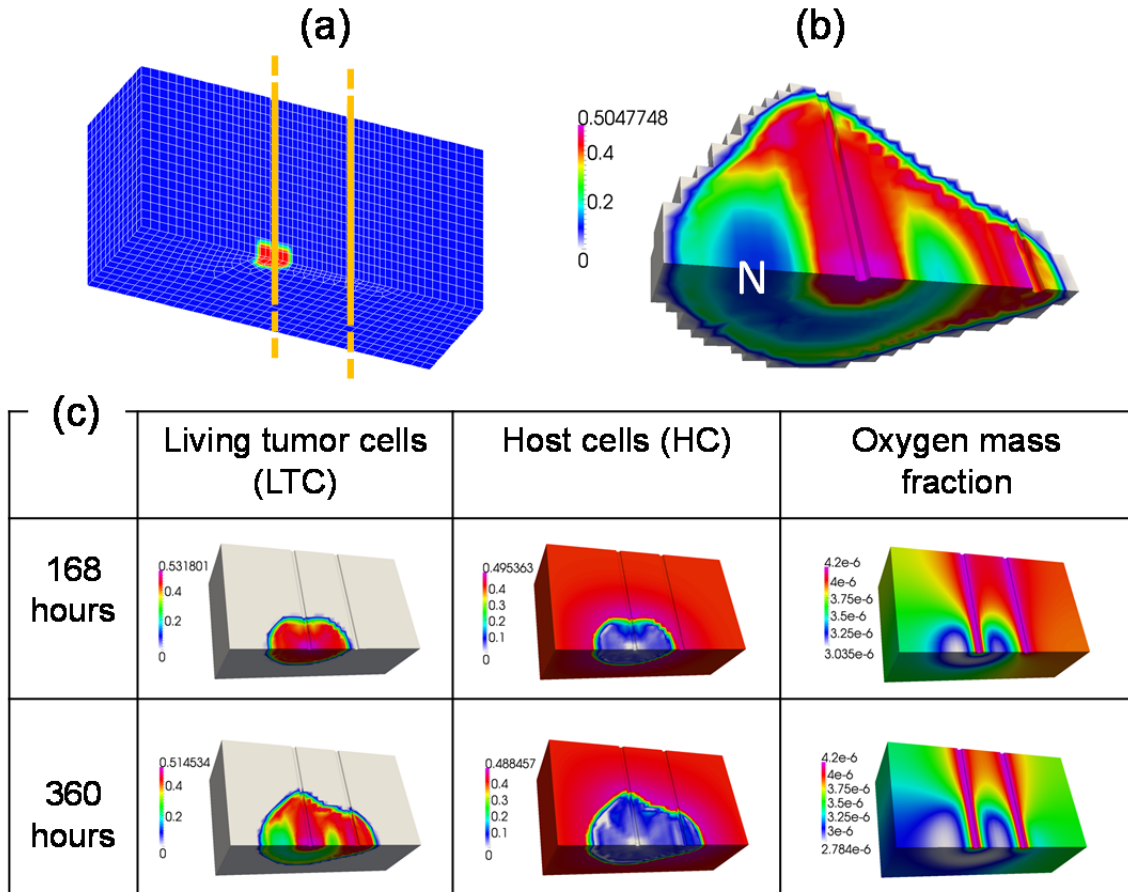 (a)
(b)
0.5047748
0.4
0.2
0
N
(c)
Living tumor cells
(LTC)
Host cells (HC)
Oxygen mass
fraction
168
hours
0.531801
0.4
0.2
0
0.495363
0.4
0.3
0.2
0.1
0
4.2e-6
4e-6
3.75e-6
3.5e-6
3.25e-6
3.035e-6
360
hours
0.514534
0.4
0.2
0
0.488457
0.4
0.3
0.2
0.1
0
4.2e-6
4e-6
3.75e-6
3.5e-6
3.25e-6
3e-6
2.784e-6